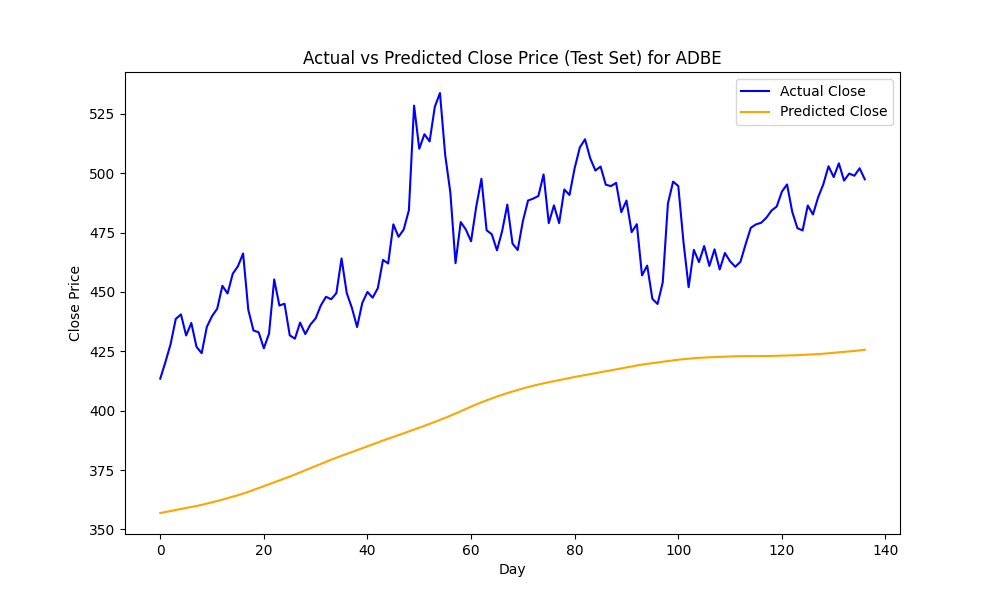 Actual vs Predicted Close Price (Test Set) for ADBE
Actual Close
Predicted Close
Close Price
525
500
475
450
425
400
375
350
0 20 40 60 80 100 120 140
Day